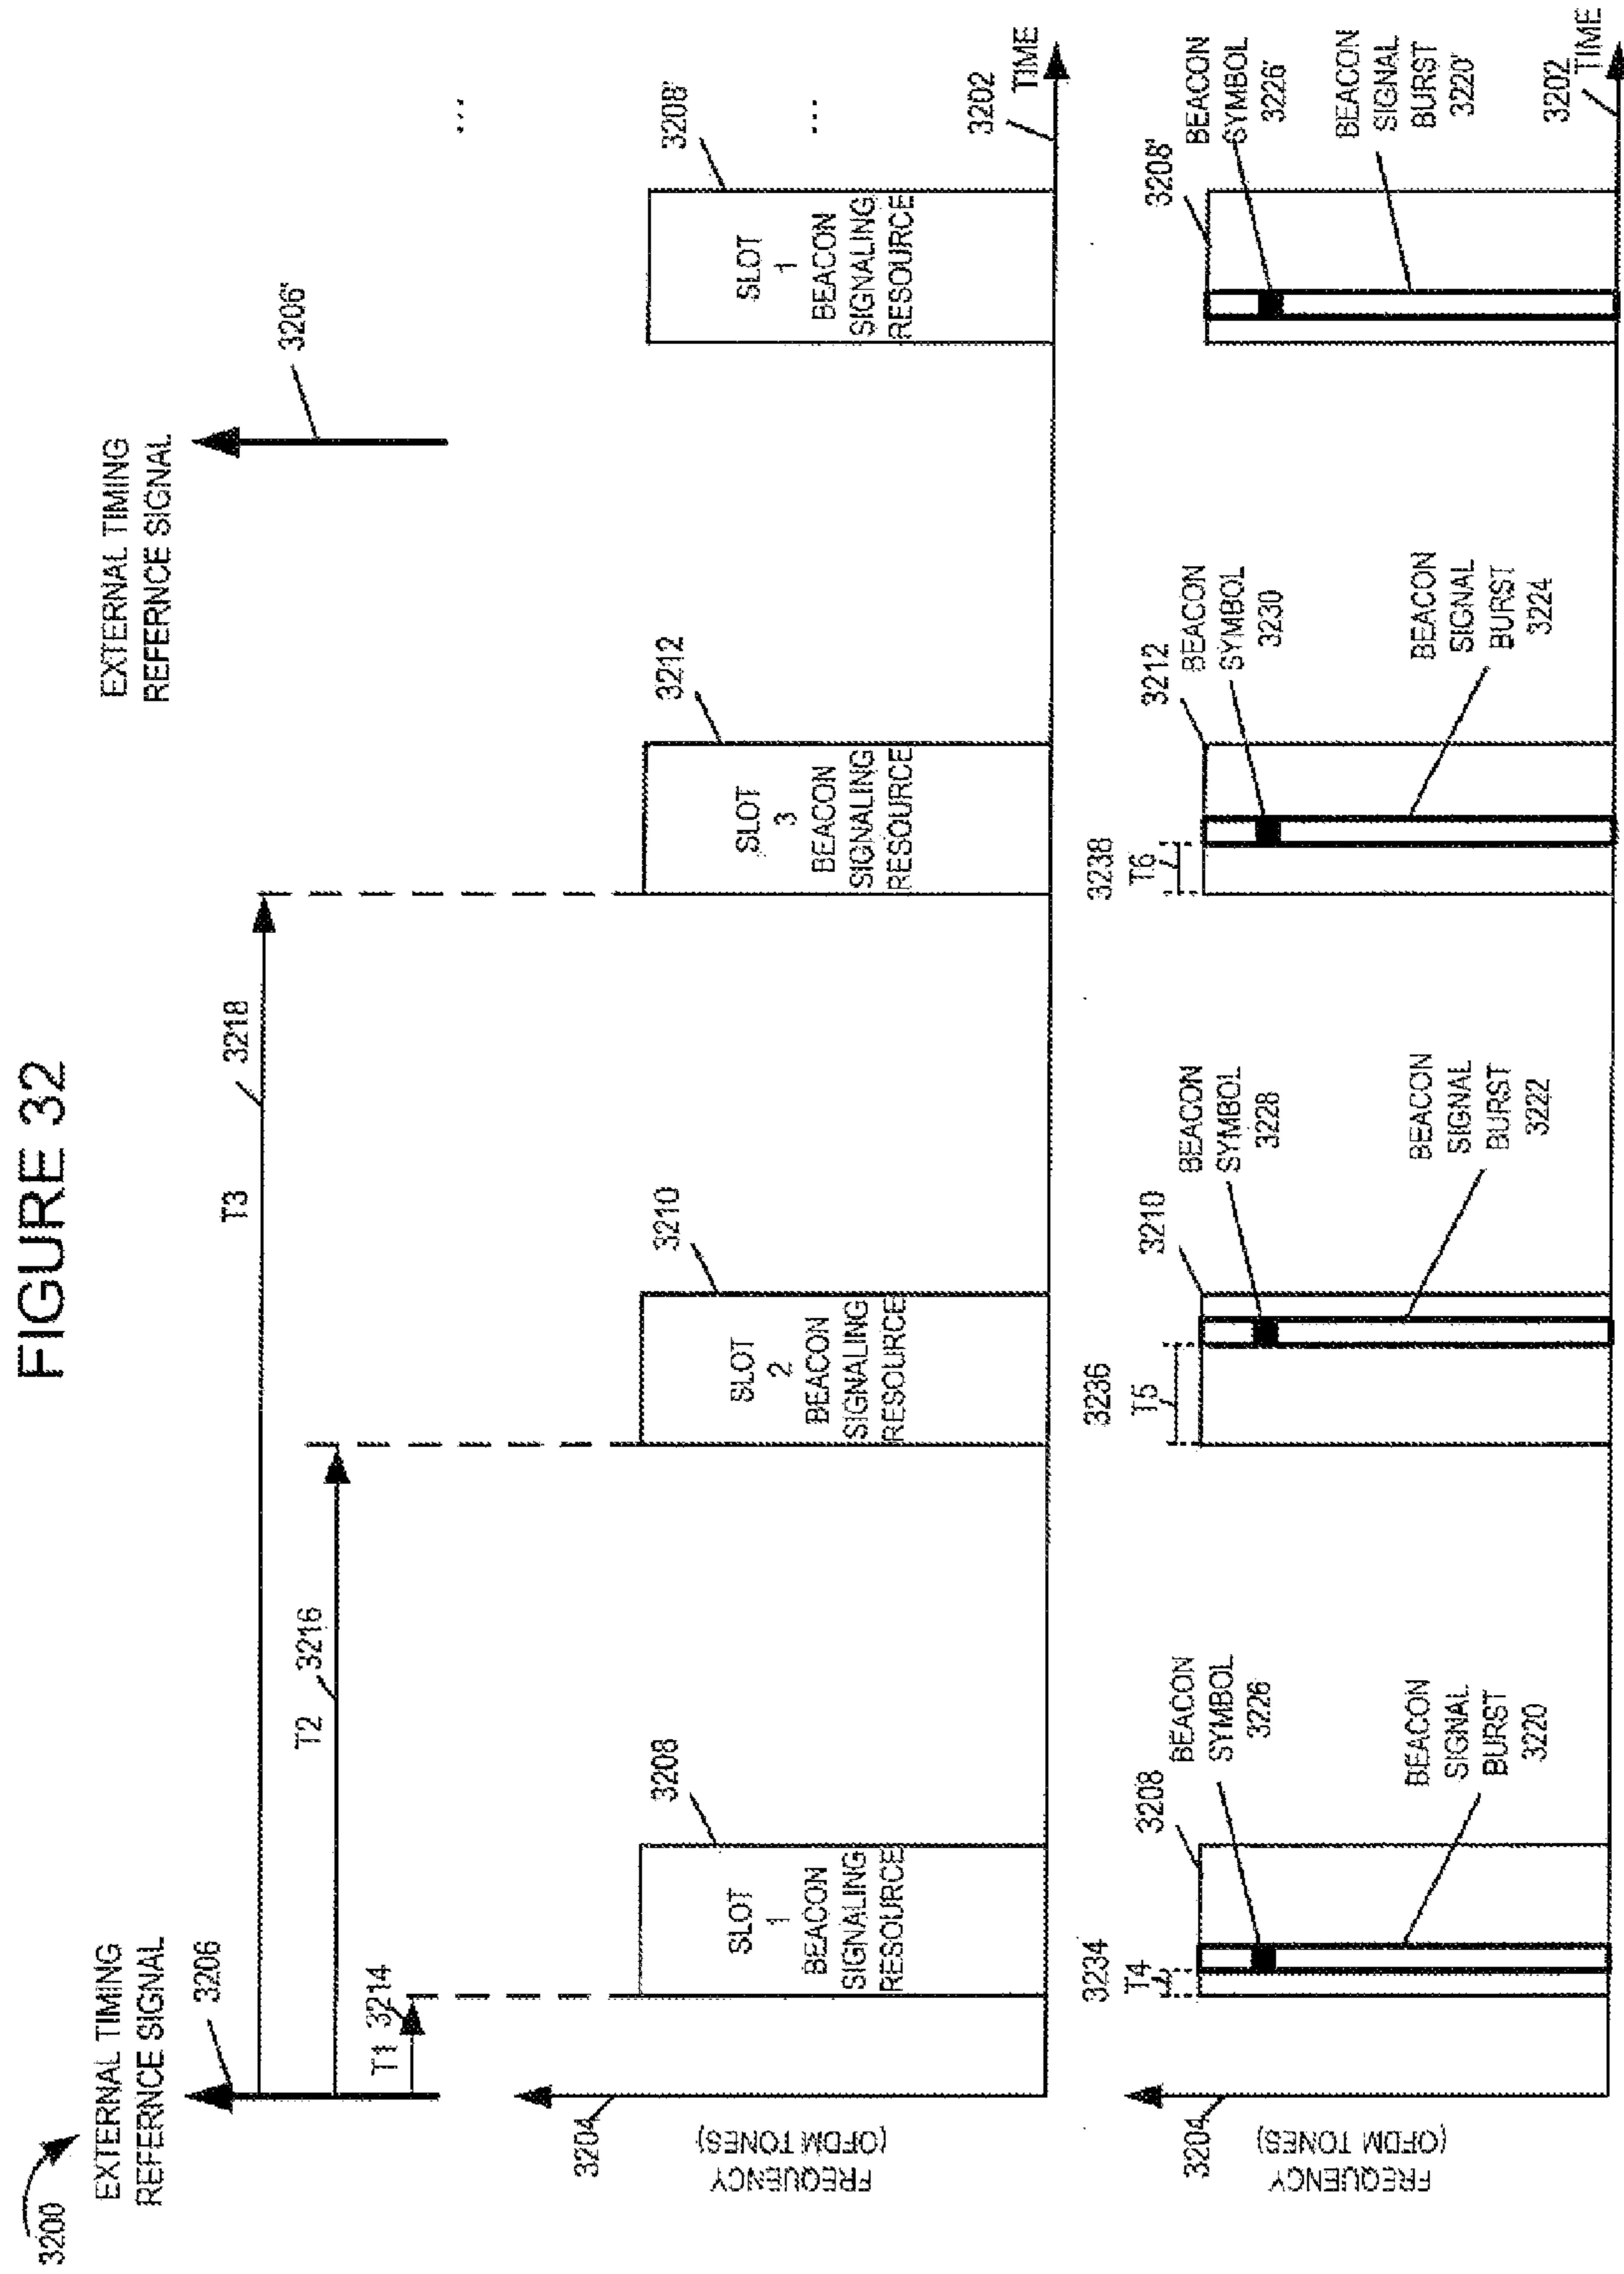 FIGURE 32
3200
EXTERNAL TIMING
REFERNCE SIGNAL
3206
EXTERNAL TIMING
REFERNCE SIGNAL
3206'
T3
3218
T2
3216
T1
3214
3204
FREQUENCY
(OFDM TONES)
3208
SLOT
1
BEACON
SIGNALING
RESOURCE
3210
SLOT
2
BEACON
SIGNALING
RESOURCE
3212
SLOT
3
BEACON
SIGNALING
RESOURCE
3208'
SLOT
1
BEACON
SIGNALING
RESOURCE
...
...
3202
TIME
3204
FREQUENCY
(OFDM TONES)
3234
T4
3208
BEACON
SYMBOL
3226
BEACON
SIGNAL
BURST
3220
3236
T5
3210
BEACON
SYMBOL
3228
BEACON
SIGNAL
BURST
3222
3238
T6
3212
BEACON
SYMBOL
3230
BEACON
SIGNAL
BURST
3224
3208'
BEACON
SYMBOL
3226'
BEACON
SIGNAL
BURST
3220'
3202
TIME